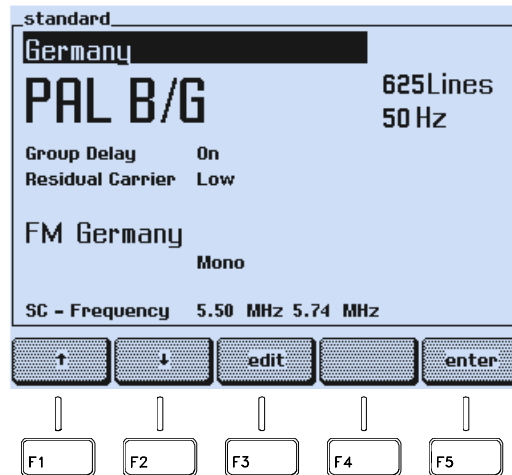 standard
Germany
PAL B/G
625Lines
50 Hz
Group Delay On
Residual Carrier Low
FM Germany
Mono
SC - Frequency 5.50 MHz 5.74 MHz
↑ ↓ edit enter
F1 F2 F3 F4 F5